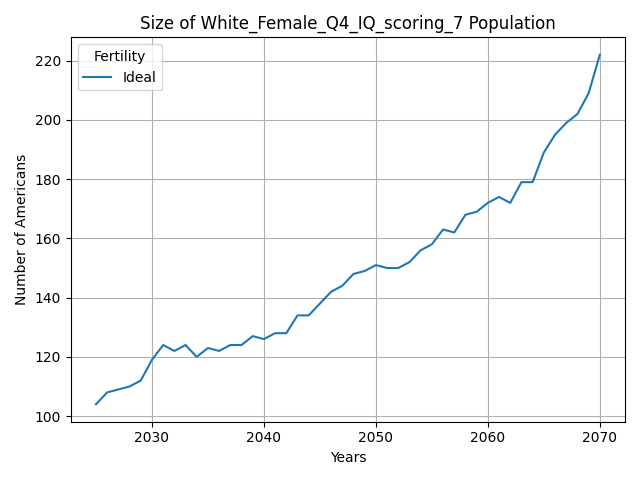 Size of White_Female_Q4_IQ_scoring_7 Population
Fertility
Ideal
Number of Americans
220
200
180
160
140
120
100
2030 2040 2050 2060 2070
Years